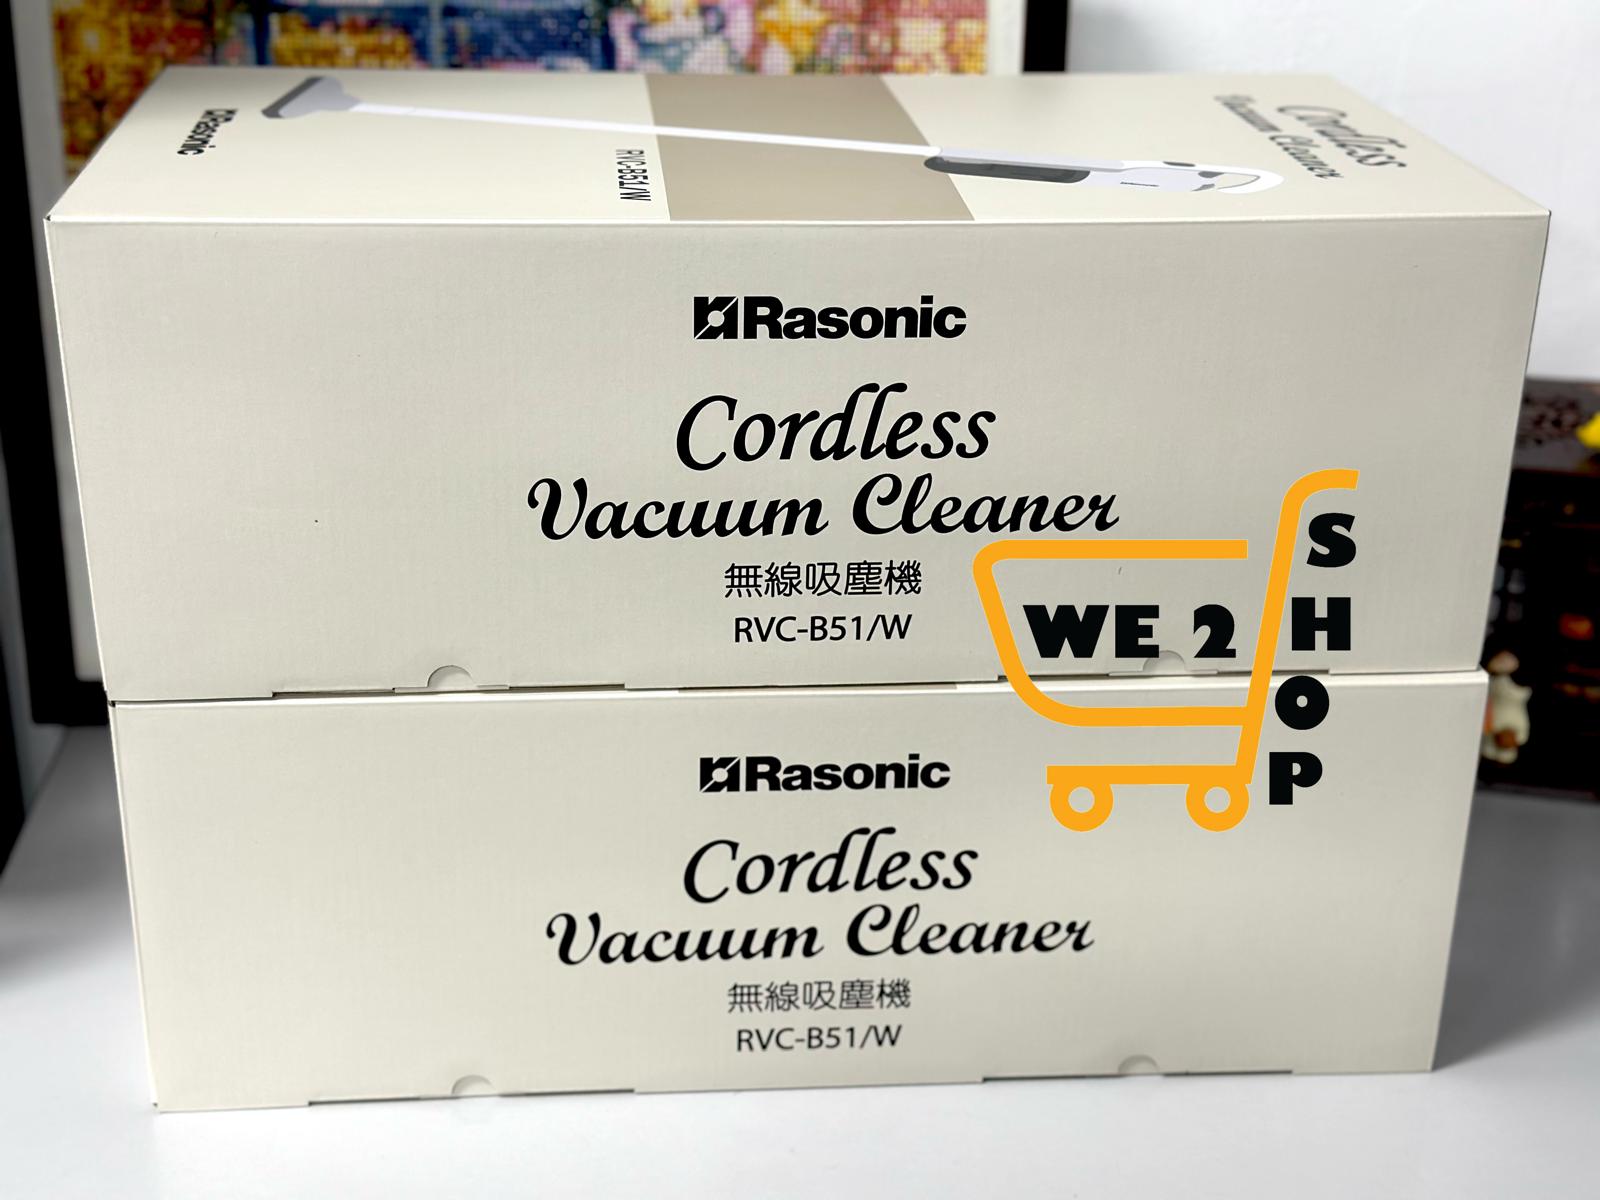 Rasonic
RVC-B51/W
Cordless
Vacuum Cleaner
Rasonic
Cordless
Vacuum Cleaner
無線吸塵機
RVC-B51/W
WE 2
SHOP
Rasonic
Cordless
Vacuum Cleaner
無線吸塵機
RVC-B51/W